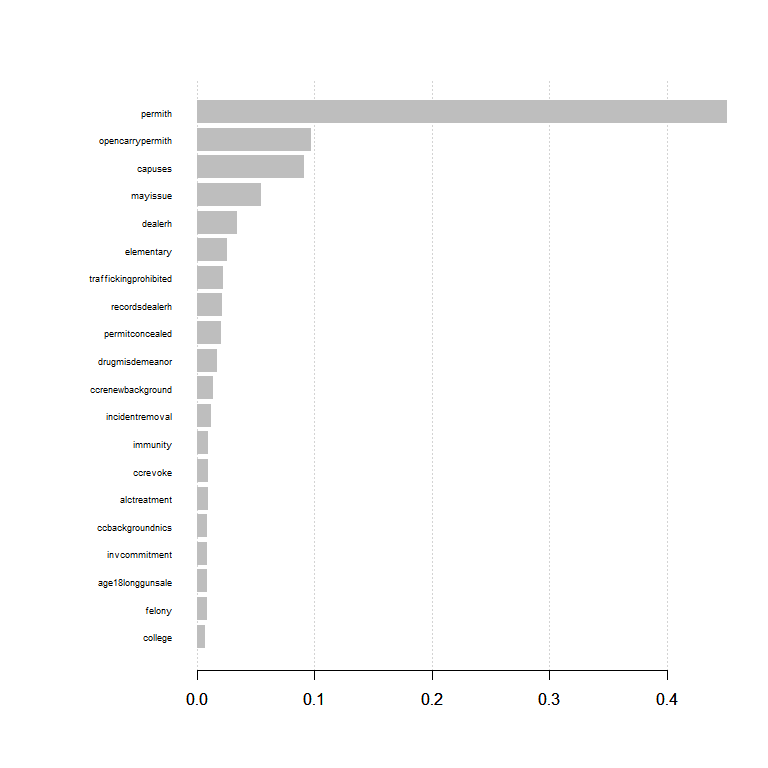 permith
opencarrypermith
capuses
mayissue
dealerh
elementary
traffickingprohibited
recordsdealerh
permitconcealed
drugmisdemeanor
ccrenewbackground
incidentremoval
immunity
ccrevoke
alctreatment
ccbackgroundnics
invcommitment
age18longgunsale
felony
college
0.0 0.1 0.2 0.3 0.4